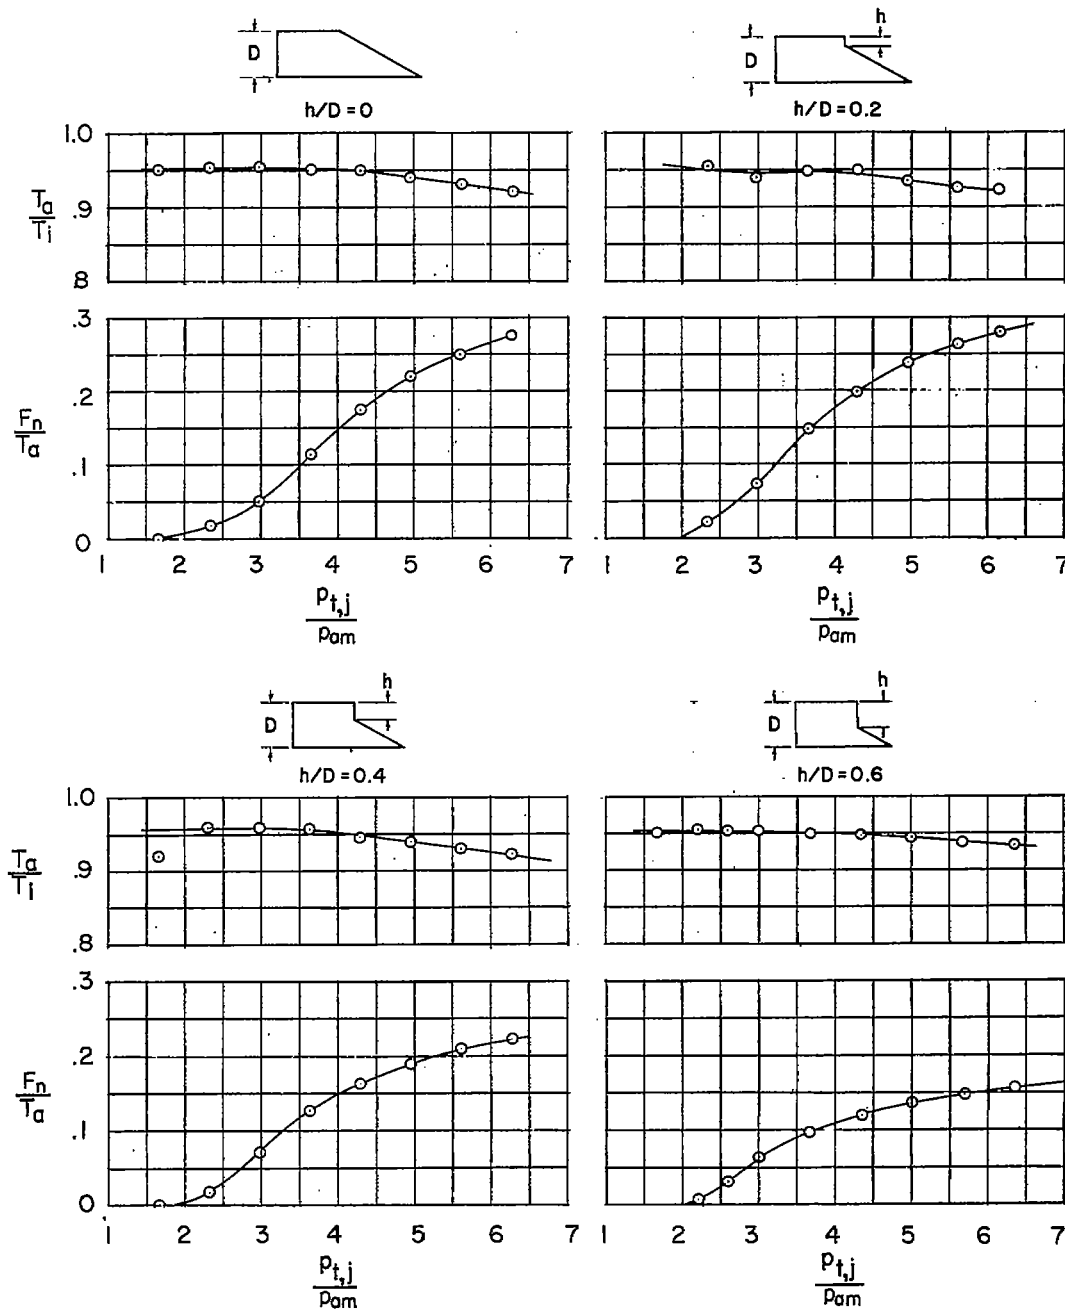 D
h/D = 0
h
D
h/D = 0.2
1.0
.9
.8
Ta
Ti
.3
.2
.1
0
Fn
Ta
1 2 3 4 5 6 7
2 3 4 5 6 7
pt,j
pam
pt,j
pam
h
D
h/D = 0.4
h
D
h/D = 0.6
1.0
.9
.8
Ta
Ti
.3
.2
.1
0
Fn
Ta
1 2 3 4 5 6 7
2 3 4 5 6 7
pt,j
pam
pt,j
pam